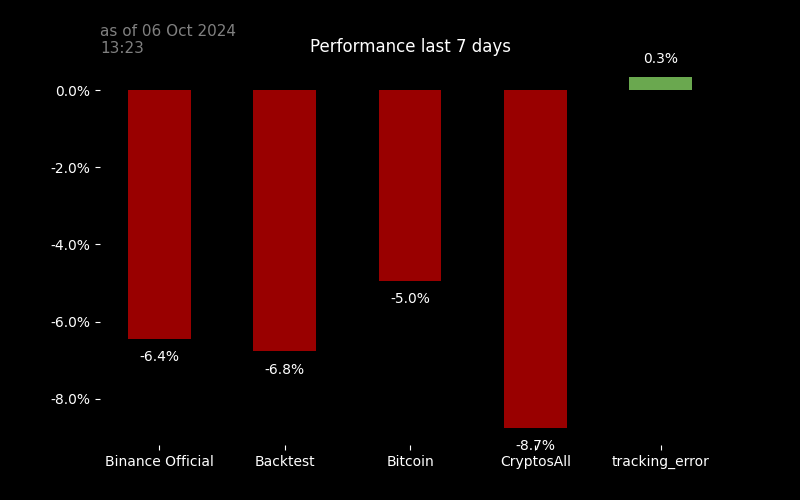 as of 06 Oct 2024
13:23
Performance last 7 days
0.3%
0.0%
-2.0%
-4.0%
-6.0%
-8.0%
-6.4%
-6.8%
-5.0%
-8.7%
Binance Official
Backtest
Bitcoin
CryptosAll
tracking_error